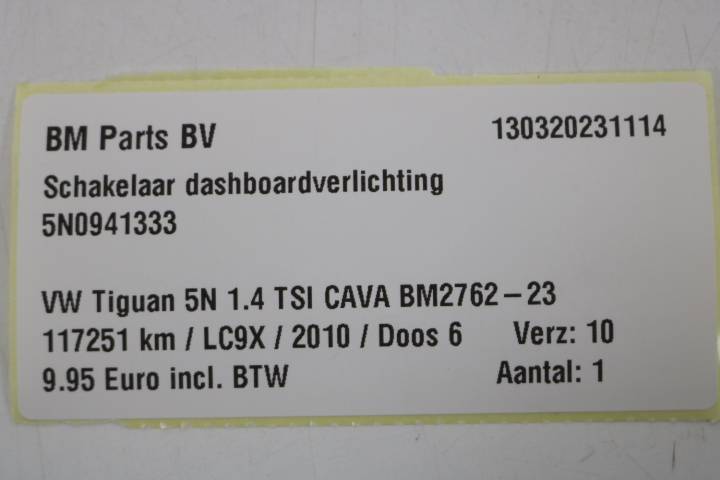 BM Parts BV 130320231114
Schakelaar dashboardverlichting
5N0941333
VW Tiguan 5N 1.4 TSI CAVA BM2762-23
117251 km / LC9X / 2010 / Doos 6 Verz: 10
9.95 Euro incl. BTW Aantal: 1